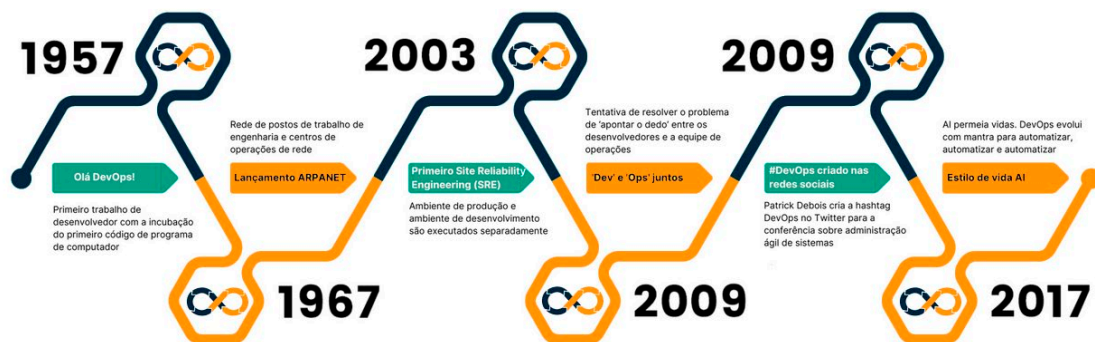 1957
Olá DevOps!
Primeiro trabalho de
desenvolvedor com a incubação
do primeiro código de programa
de computador
Rede de postos de trabalho de
engenharia e centros de
operações de rede
Lançamento ARPANET
1967
2003
Primeiro Site Reliability
Engineering (SRE)
Ambiente de produção e
ambiente de desenvolvimento
são executados separadamente
Tentativa de resolver o problema
de 'apontar o dedo' entre os
desenvolvedores e a equipe de
operações
'Dev' e 'Ops' juntos
2009
2009
#DevOps criado nas
redes sociais
Patrick Debois cria a hashtag
DevOps no Twitter para a
conferência sobre administração
ágil de sistemas
AI permeia vidas. DevOps evolui
com mantra para automatizar,
automatizar e automatizar
Estilo de vida AI
2017